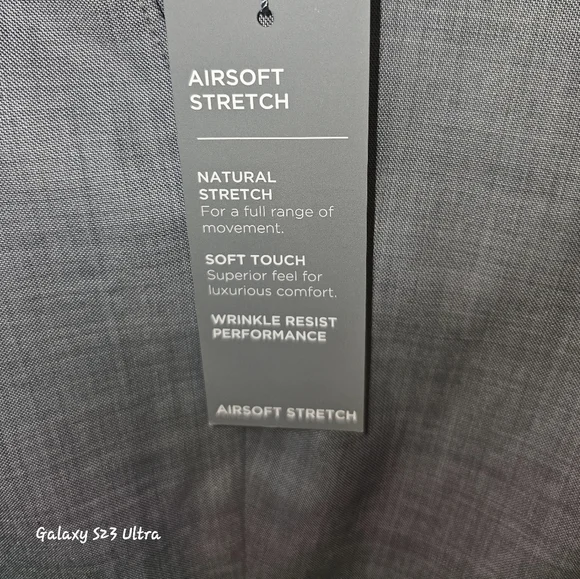 AIRSOFT
STRETCH
NATURAL
STRETCH
For a full range of
movement.
SOFT TOUCH
Superior feel for
luxurious comfort.
WRINKLE RESIST
PERFORMANCE
AIRSOFT STRETCH
Galaxy S23 Ultra